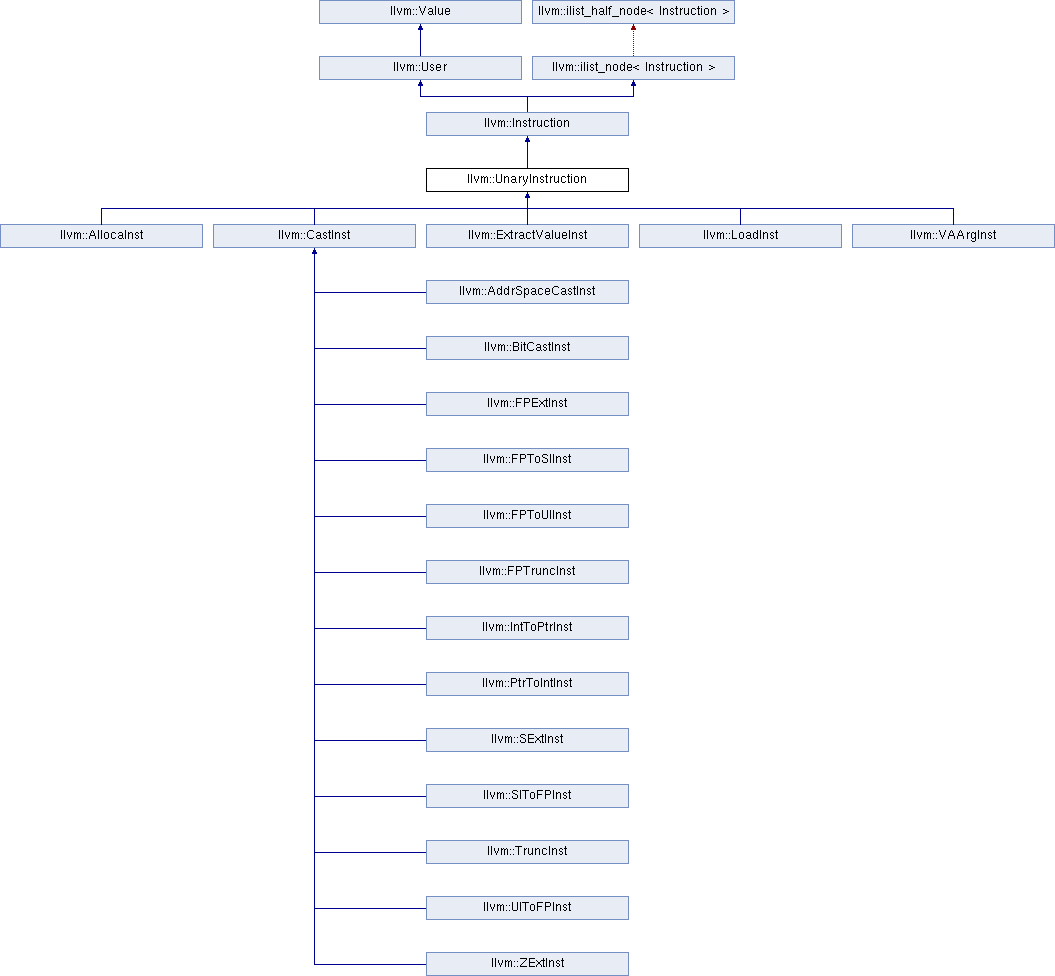 llvm::Value
llvm::ilist_half_node< Instruction >
llvm::User
llvm::ilist_node< Instruction >
llvm::Instruction
llvm::UnaryInstruction
llvm::AllocaInst
llvm::CastInst
llvm::ExtractValueInst
llvm::LoadInst
llvm::VAArgInst
llvm::AddrSpaceCastInst
llvm::BitCastInst
llvm::FPExtInst
llvm::FPToSIInst
llvm::FPToUIInst
llvm::FPTruncInst
llvm::IntToPtrInst
llvm::PtrToIntInst
llvm::SExtInst
llvm::SIToFPInst
llvm::TruncInst
llvm::UIToFPInst
llvm::ZExtInst